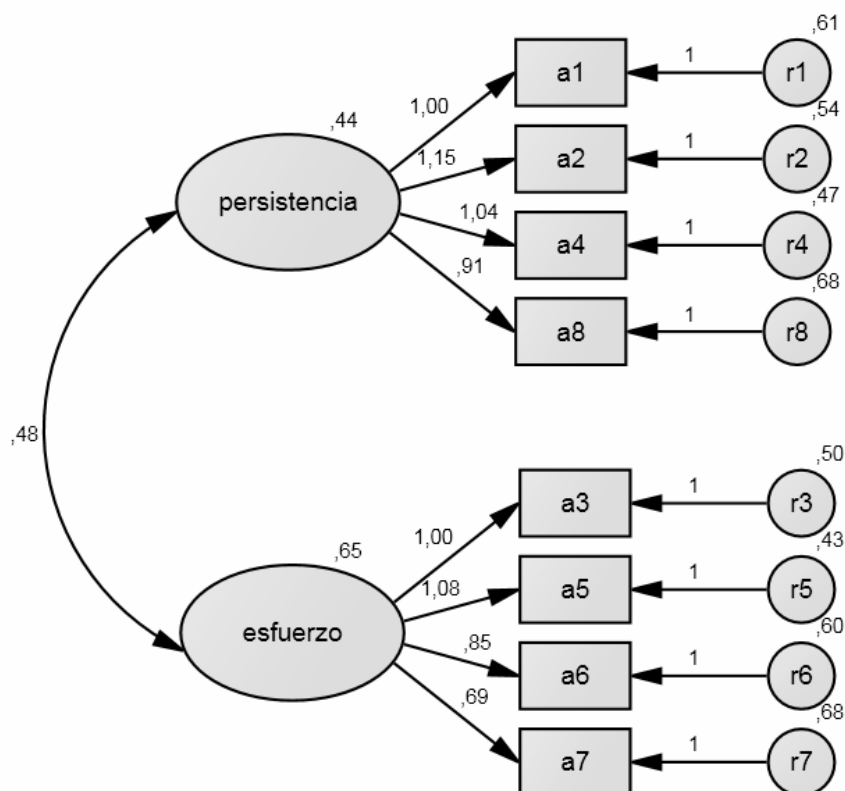 ,61
a1
1
r1
1,00
,44
,54
a2
1
r2
1,15
persistencia
,47
a4
1
r4
1,04
,68
a8
1
r8
,91
,48
,50
a3
1
r3
1,00
,65
,43
a5
1
r5
1,08
esfuerzo
,60
a6
1
r6
,85
,68
a7
1
r7
,69